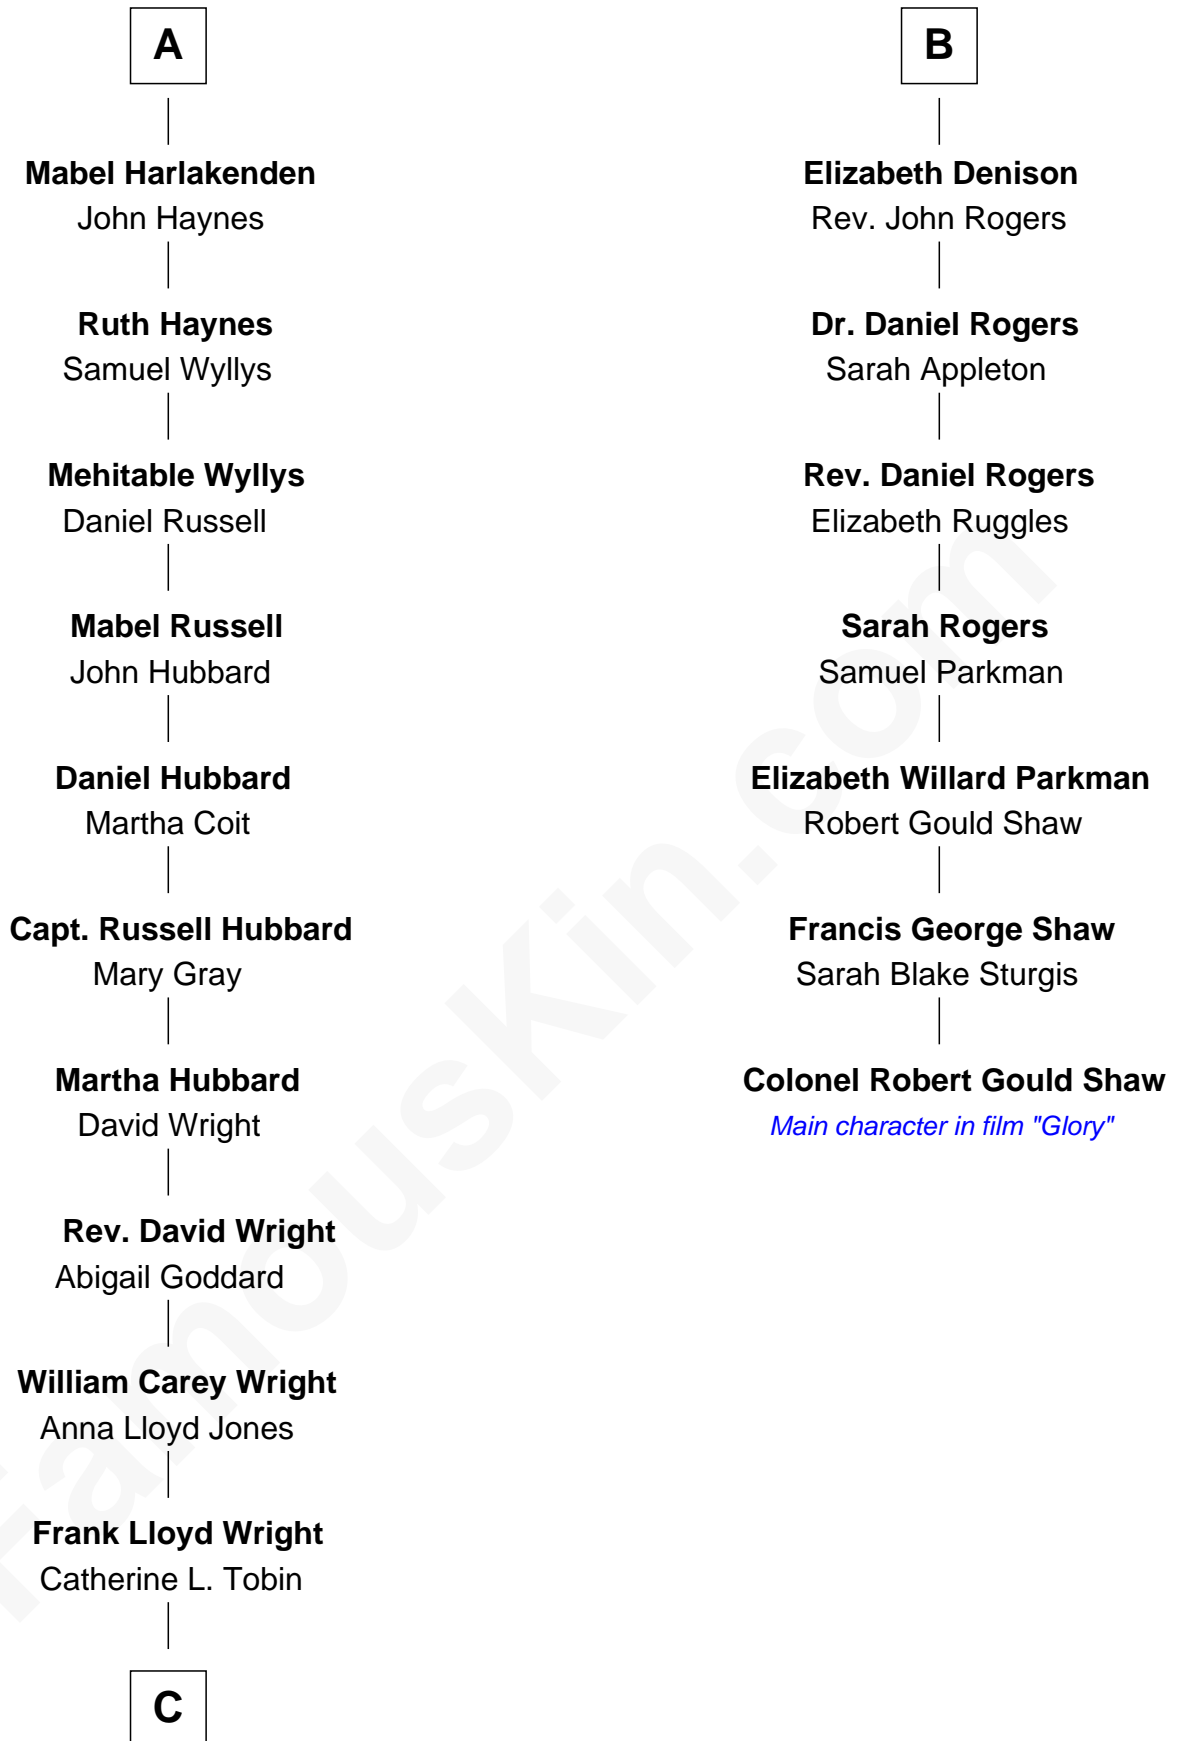 A
Mabel Harlakenden
John Haynes
Ruth Haynes
Samuel Wyllys
Mehitable Wyllys
Daniel Russell
Mabel Russell
John Hubbard
Daniel Hubbard
Martha Coit
Capt. Russell Hubbard
Mary Gray
Martha Hubbard
David Wright
Rev. David Wright
Abigail Goddard
William Carey Wright
Anna Lloyd Jones
Frank Lloyd Wright
Catherine L. Tobin
C
B
Elizabeth Denison
Rev. John Rogers
Dr. Daniel Rogers
Sarah Appleton
Rev. Daniel Rogers
Elizabeth Ruggles
Sarah Rogers
Samuel Parkman
Elizabeth Willard Parkman
Robert Gould Shaw
Francis George Shaw
Sarah Blake Sturgis
Colonel Robert Gould Shaw
Main character in film "Glory"
FamousKin.com